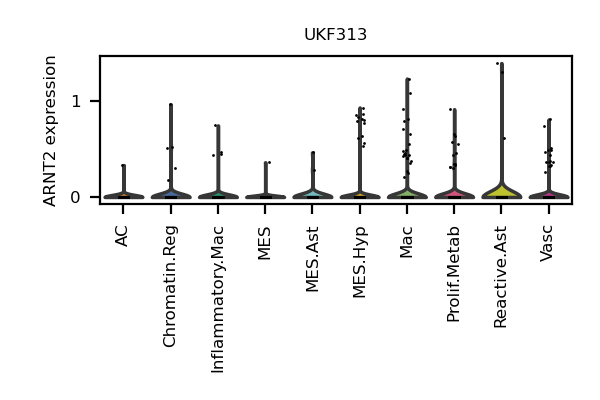 UKF313
ARNT2 expression
1
0
AC
Chromatin.Reg
Inflammatory.Mac
MES
MES.Ast
MES.Hyp
Mac
Prolif.Metab
Reactive.Ast
Vasc